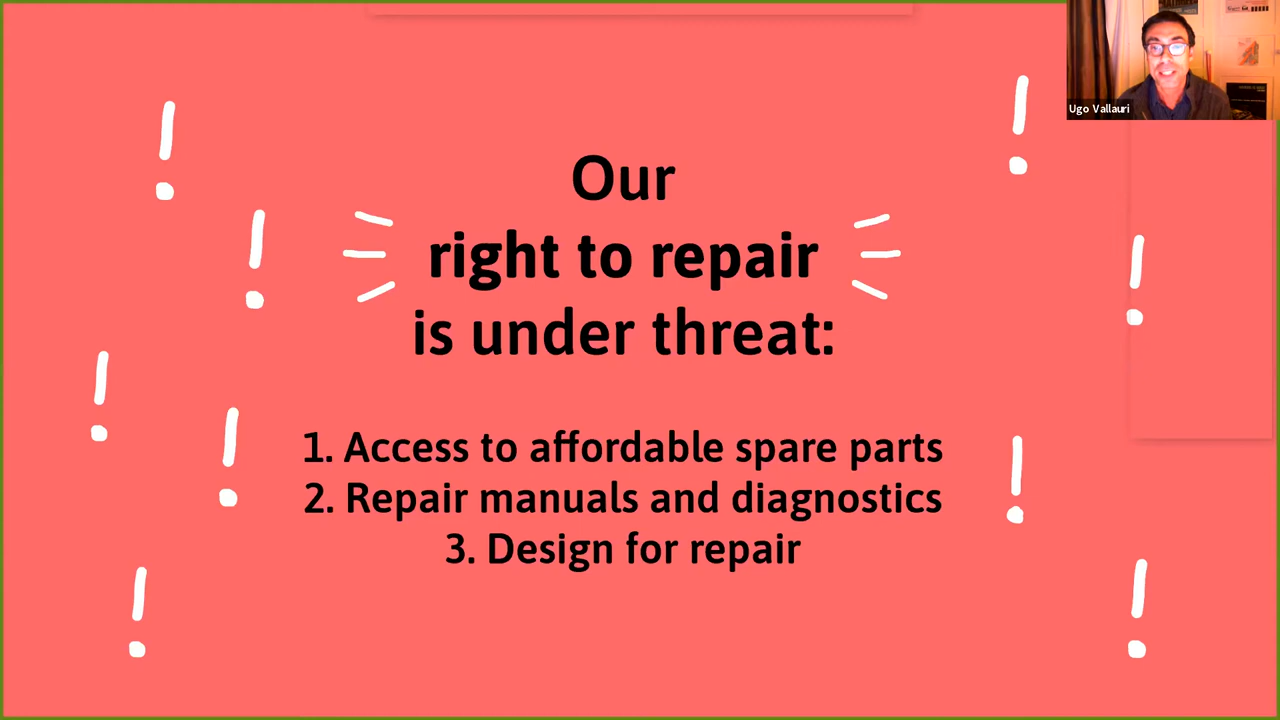 Ugo Vallauri
Our
right to repair
is under threat:
1. Access to affordable spare parts
2. Repair manuals and diagnostics
3. Design for repair